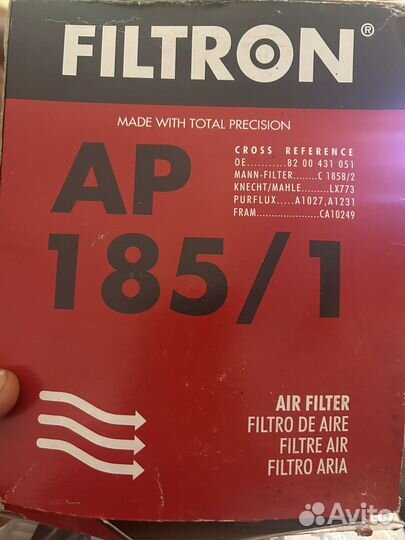 FILTRON®
MADE WITH TOTAL PRECISION
AP
185/1
CROSS REFERENCE
OE...........82 00 431 051
MANN-FILTER........C 1858/2
KNECHT/MAHLE.........LX773
PURFLUX.....A1027,A1231
FRAM.....................CA10249
AIR FILTER
FILTRO DE AIRE
FILTRE AIR
FILTRO ARIA
Avito